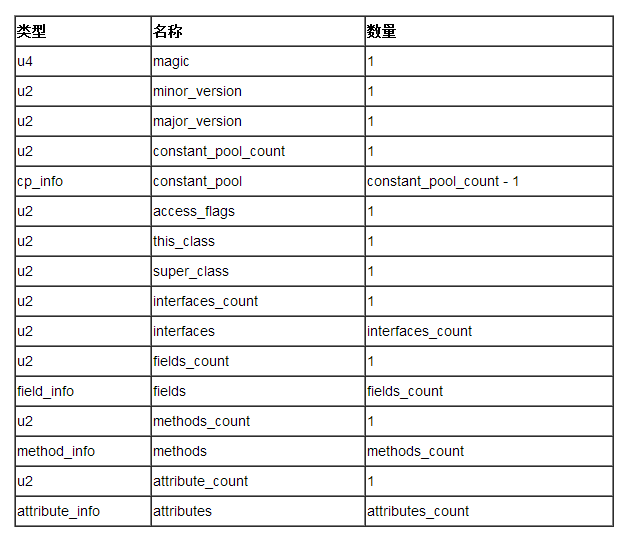 类型 名称 数量
u4 magic 1
u2 minor_version 1
u2 major_version 1
u2 constant_pool_count 1
cp_info constant_pool constant_pool_count - 1
u2 access_flags 1
u2 this_class 1
u2 super_class 1
u2 interfaces_count 1
u2 interfaces interfaces_count
u2 fields_count 1
field_info fields fields_count
u2 methods_count 1
method_info methods methods_count
u2 attribute_count 1
attribute_info attributes attributes_count